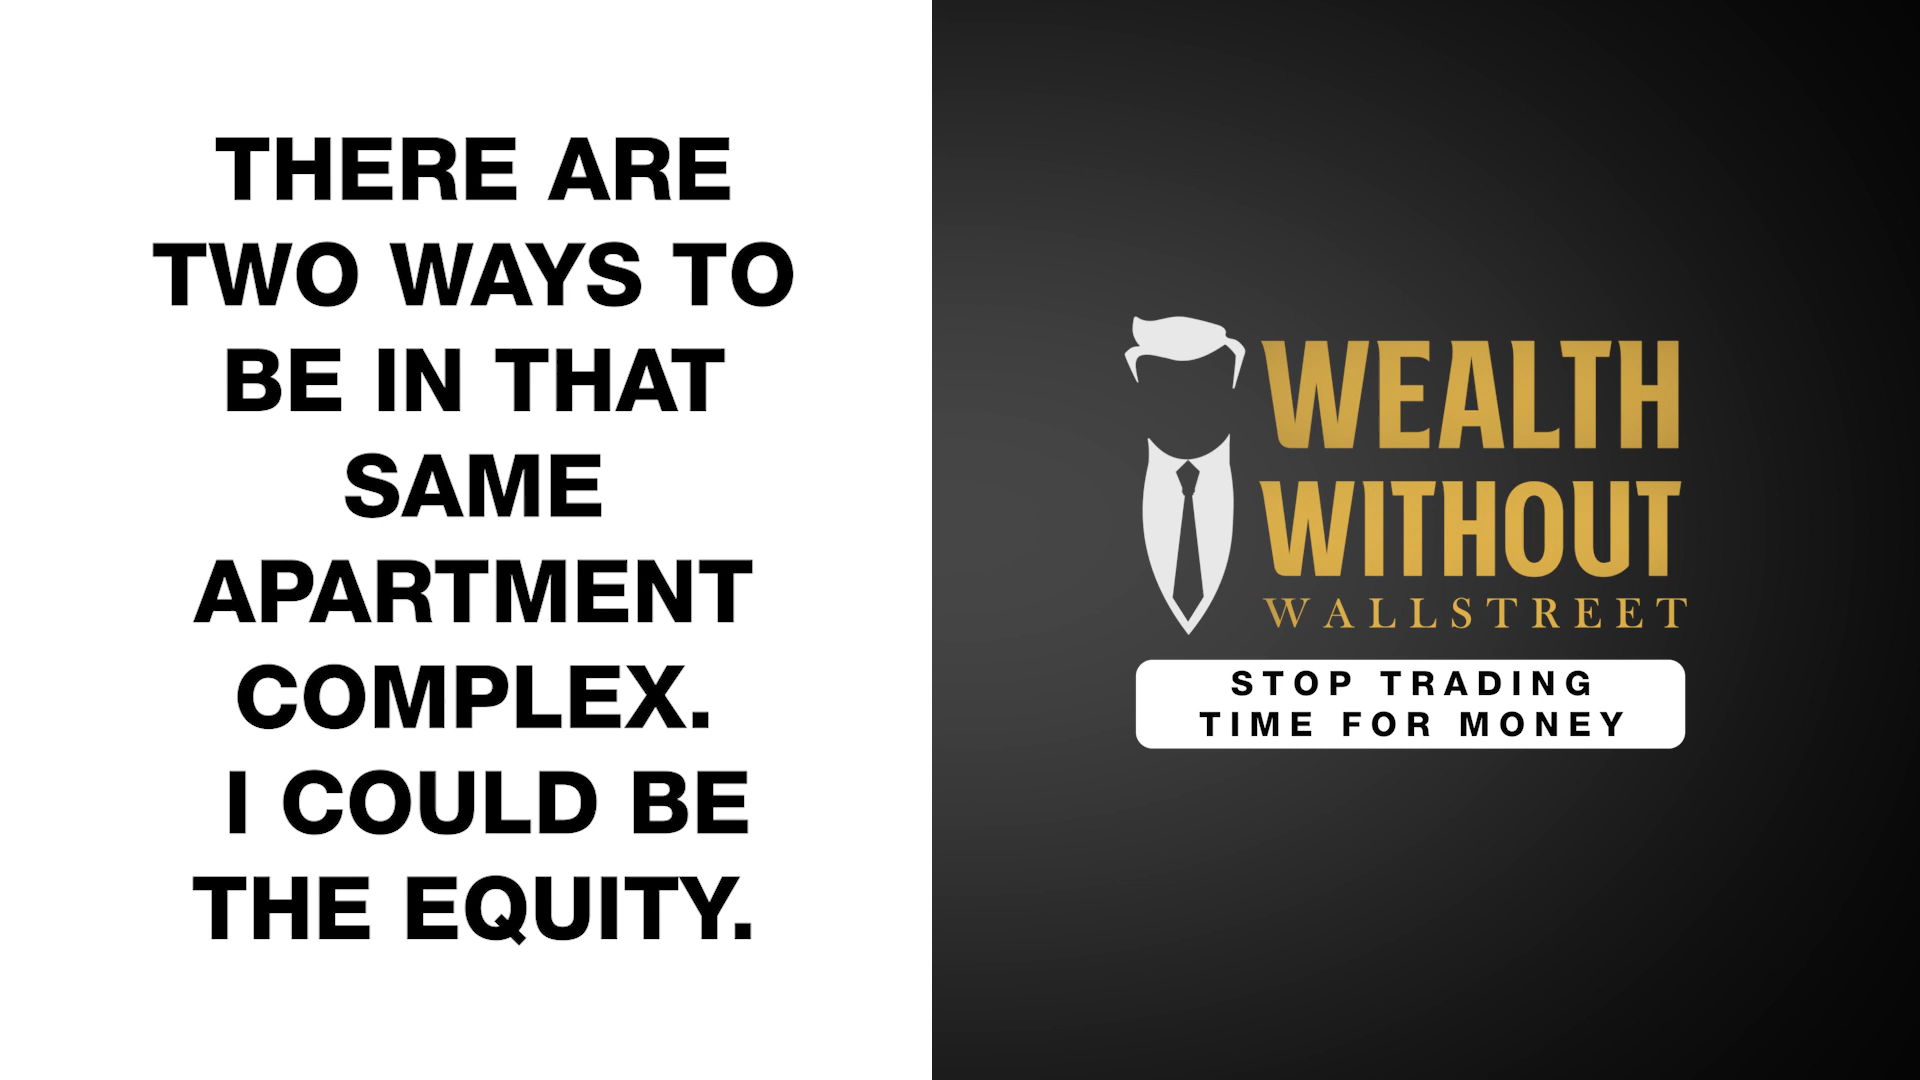 THERE ARE
TWO WAYS TO
BE IN THAT
SAME
APARTMENT
COMPLEX.
I COULD BE
THE EQUITY.
WEALTH
WITHOUT
WALLSTREET
STOP TRADING
TIME FOR MONEY